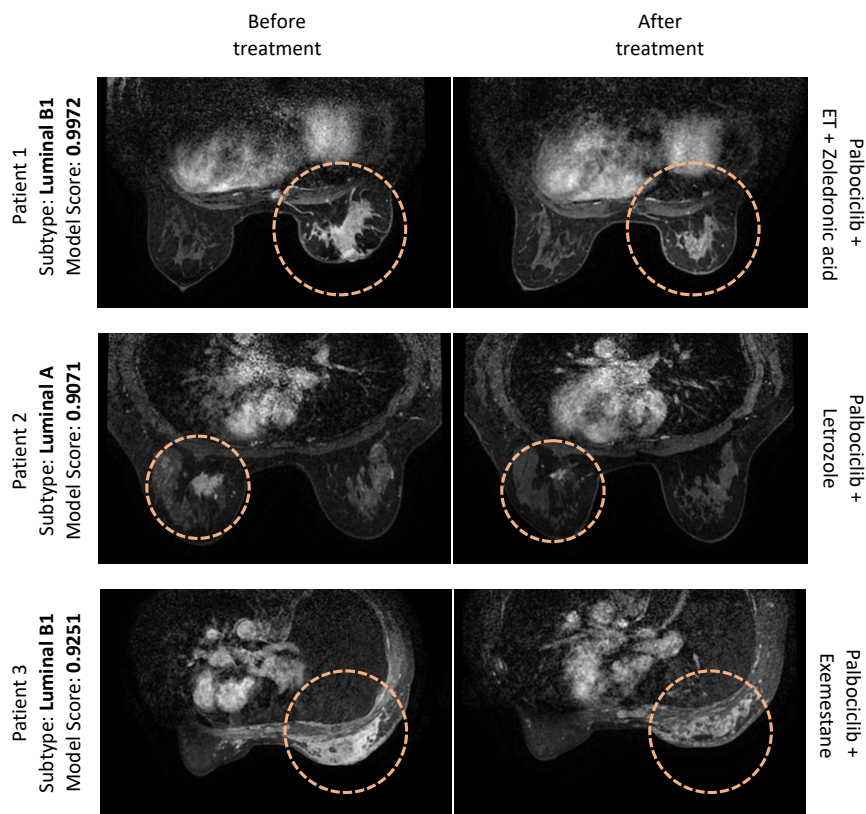 Before
treatment
After
treatment
Patient 1
Subtype: Luminal B1
Model Score: 0.9972
Palbociclib +
ET + Zoledronic acid
Patient 2
Subtype: Luminal A
Model Score: 0.9071
Palbociclib +
Letrozole
Patient 3
Subtype: Luminal B1
Model Score: 0.9251
Palbociclib +
Exemestane